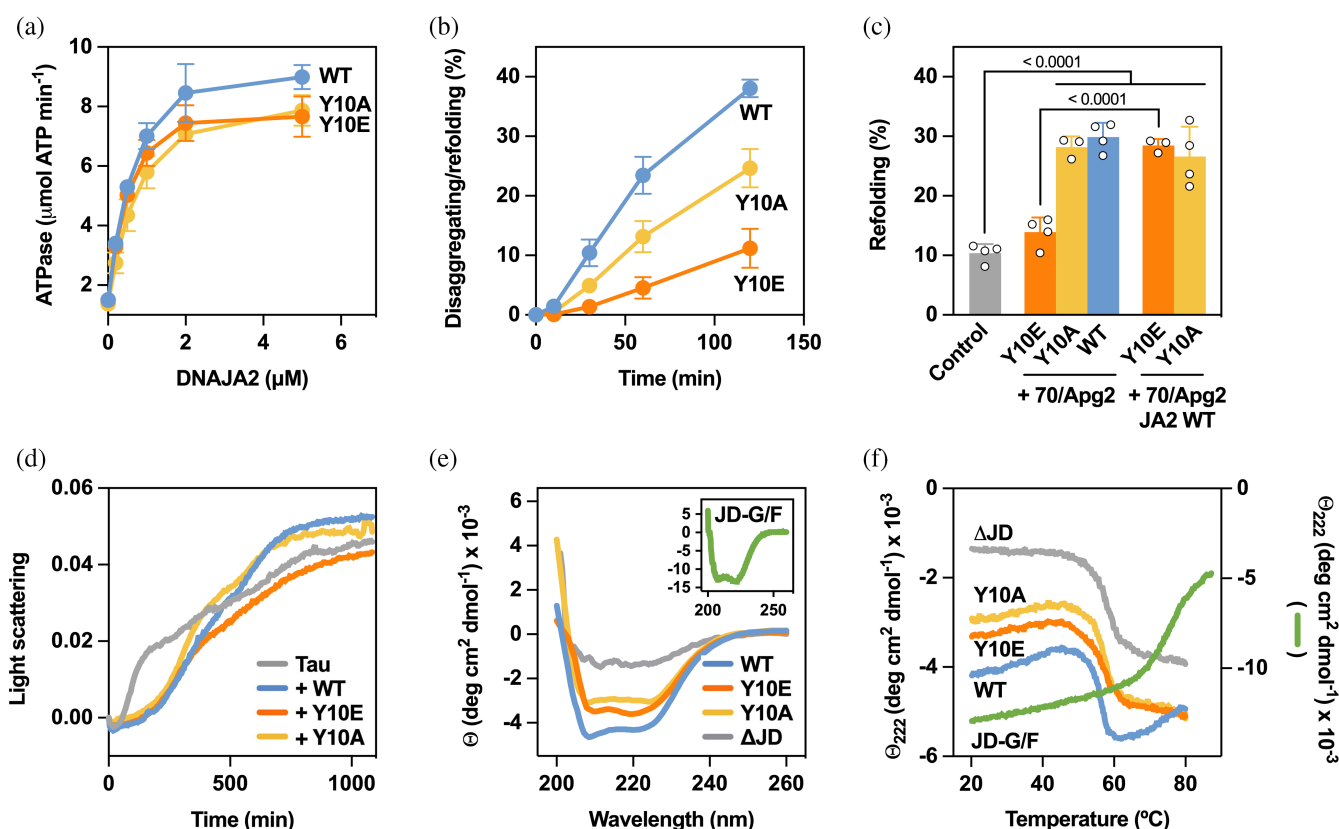 (a)
ATPase (μmol ATP min⁻¹)
10
8
6
4
2
WT
Y10A
Y10E
0
2
4
6
DNAJA2 (μM)
(b)
Disaggregating/refolding (%)
50
40
30
20
10
0
WT
Y10A
Y10E
0
50
100
150
Time (min)
(c)
Refolding (%)
40
30
20
10
0
< 0.0001
< 0.0001
Control
Y10E
Y10A
WT
Y10E
Y10A
+ 70/Apg2
+ 70/Apg2
JA2 WT
(d)
Light scattering
0.06
0.04
0.02
0.00
Tau
+ WT
+ Y10E
+ Y10A
0
500
1000
Time (min)
(e)
Θ (deg cm² dmol⁻¹) x 10⁻³
6
4
2
0
-2
-4
JD-G/F
5
0
-5
-10
-15
200
250
WT
Y10E
Y10A
ΔJD
200
220
240
260
Wavelength (nm)
(f)
Θ₂₂₂ (deg cm² dmol⁻¹) x 10⁻³
0
-2
-4
-6
ΔJD
Y10A
Y10E
WT
JD-G/F
20
40
60
80
Temperature (ºC)
0
-5
-10
Θ₂₂₂ (deg cm² dmol⁻¹) x 10⁻³
( )